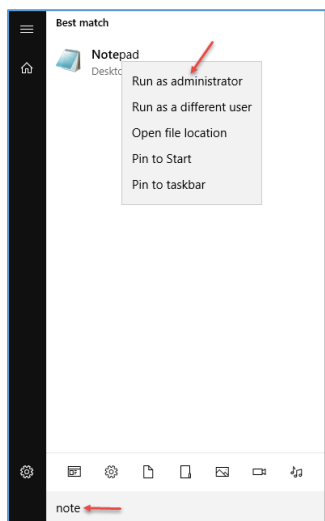 Best match
Notepad
Deskto
Run as administrator
Run as a different user
Open file location
Pin to Start
Pin to taskbar
note